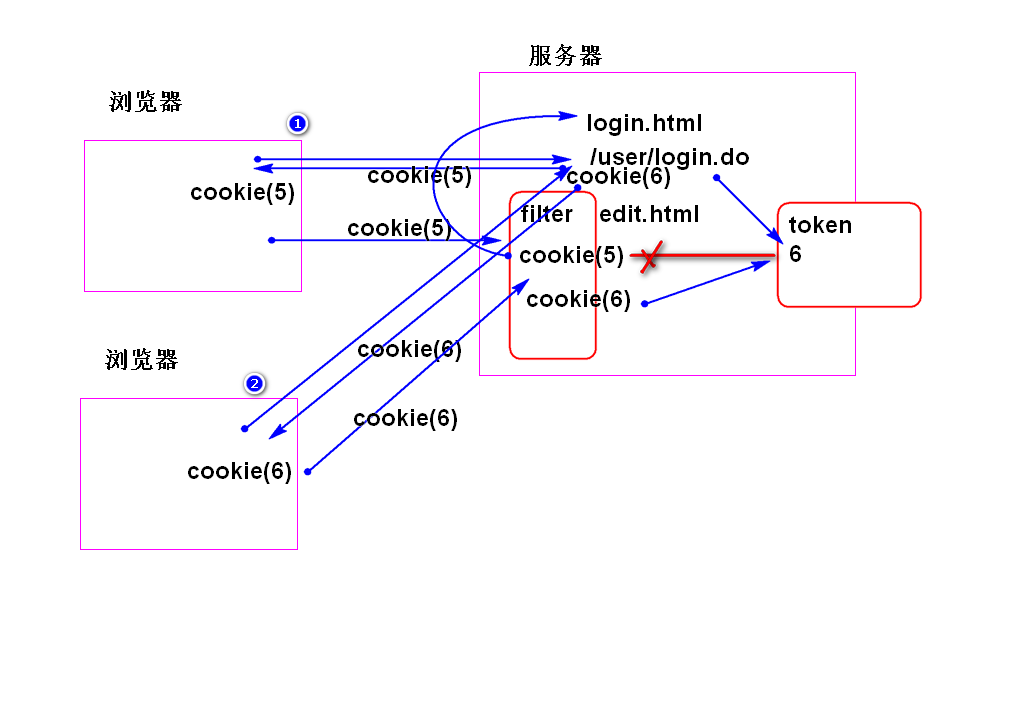 服务器
浏览器
1
login.html
/user/login.do
cookie(5)
cookie(6)
cookie(5)
filter
edit.html
token
cookie(5)
6
cookie(5)
cookie(6)
cookie(6)
浏览器
2
cookie(6)
cookie(6)